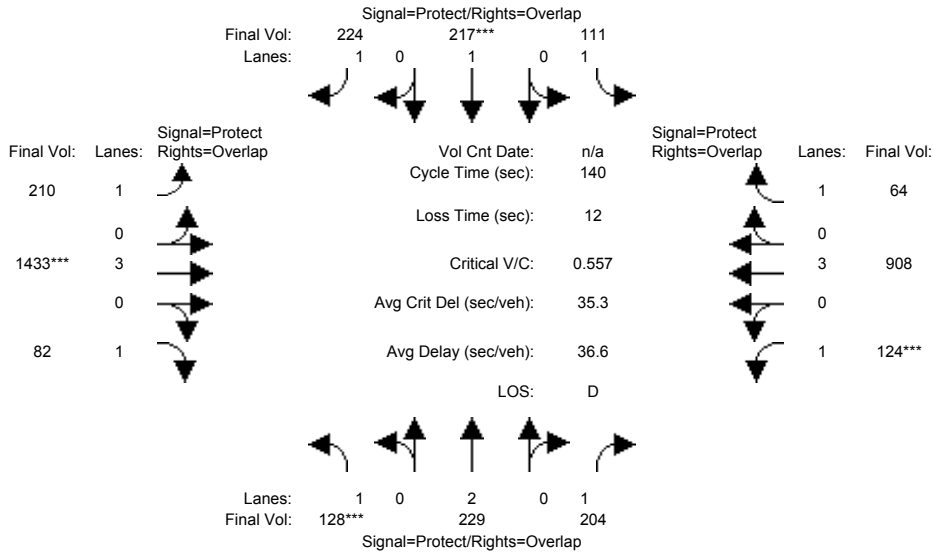 Signal=Protect/Rights=Overlap
Final Vol: 224 217*** 111
Lanes: 1 0 1 0 1
Signal=Protect Signal=Protect
Final Vol: Lanes: Rights=Overlap Vol Cnt Date: n/a Rights=Overlap Lanes: Final Vol:
Cycle Time (sec): 140
210 1 1 64
Loss Time (sec): 12
0 0
1433*** 3 Critical V/C: 0.557 3 908
0 Avg Crit Del (sec/veh): 35.3 0
82 1 Avg Delay (sec/veh): 36.6 1 124***
LOS: D
Lanes: 1 0 2 0 1
Final Vol: 128*** 229 204
Signal=Protect/Rights=Overlap